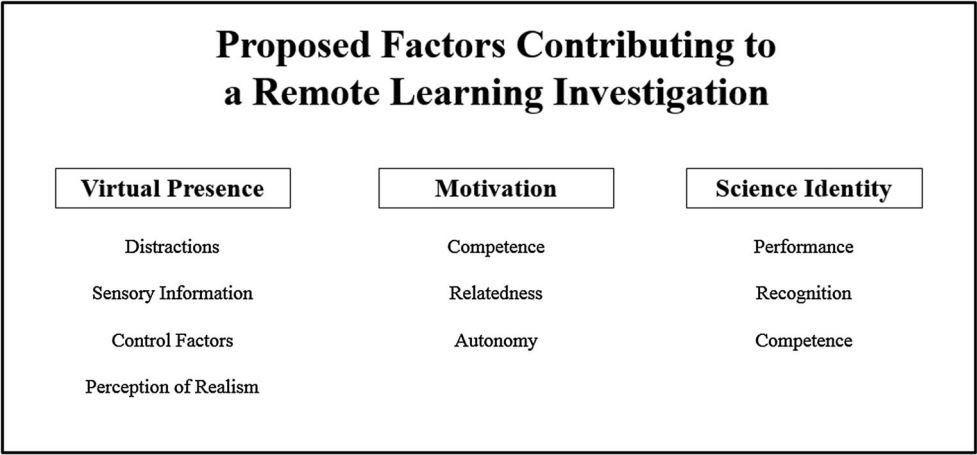 Proposed Factors Contributing to
a Remote Learning Investigation
Virtual Presence
Distractions
Sensory Information
Control Factors
Perception of Realism
Motivation
Competence
Relatedness
Autonomy
Science Identity
Performance
Recognition
Competence